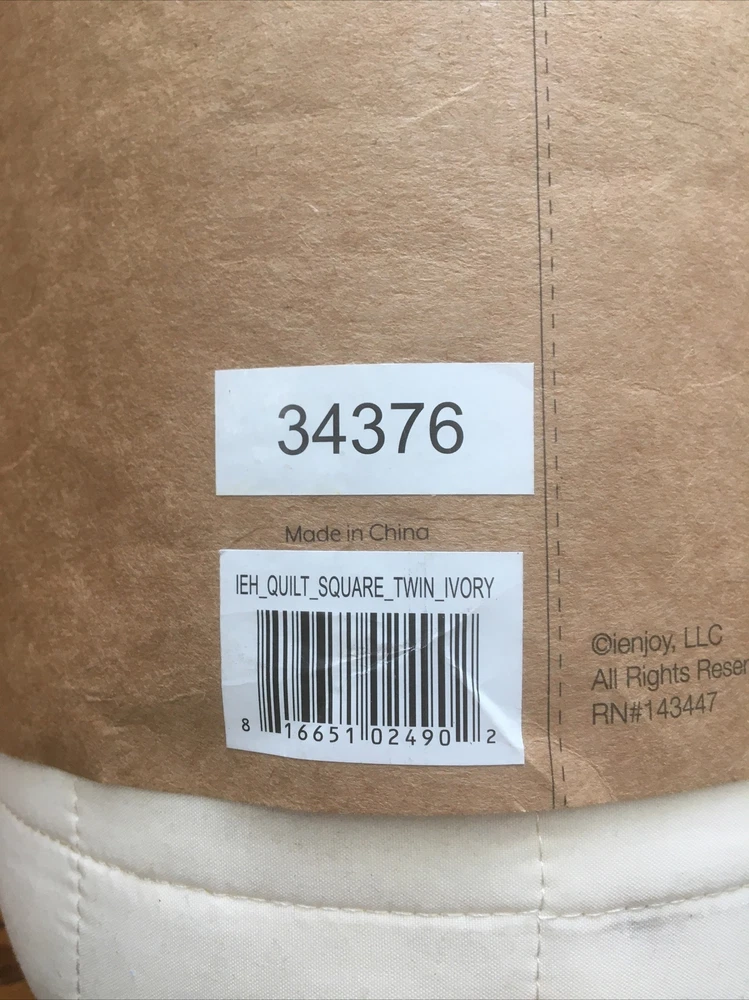 34376
Made in China
IEH_QUILT_SQUARE_TWIN_IVORY
8 16651 02490 2
©ienjoy, LLC
All Rights Reser
RN#143447